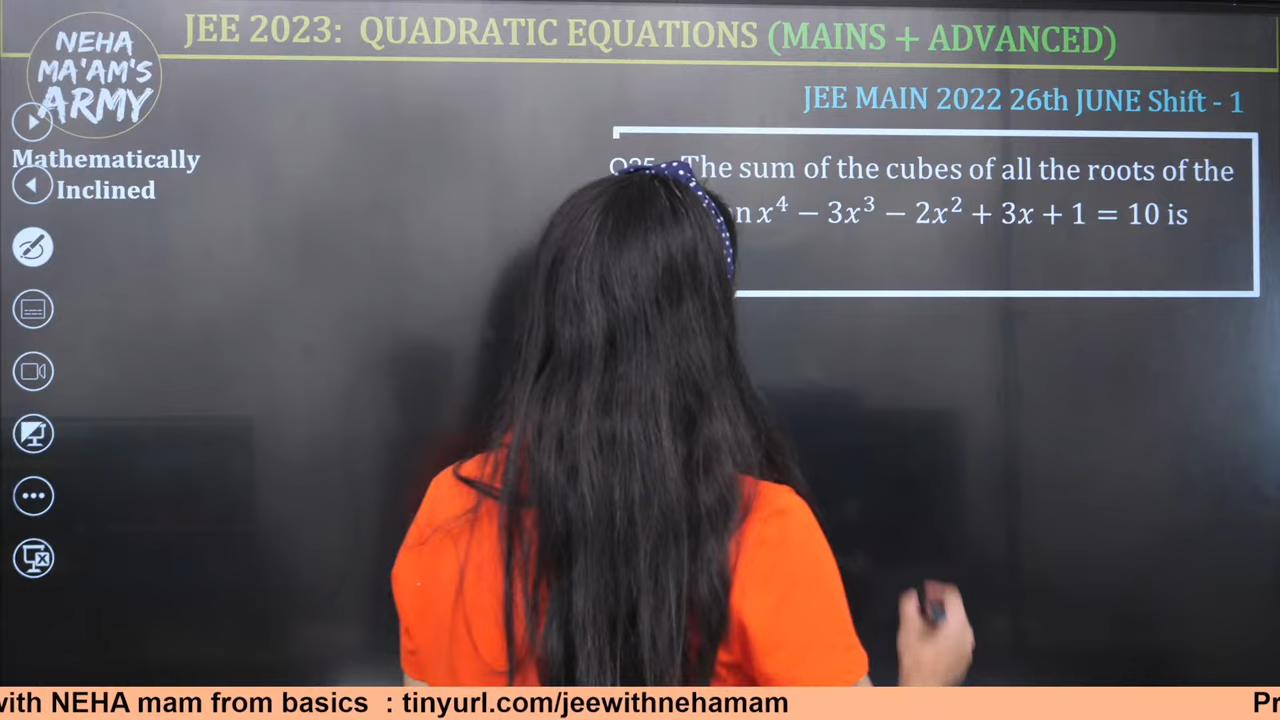 NEHA
MA'AM'S
ARMY
Mathematically
Inclined
JEE 2023: QUADRATIC EQUATIONS (MAINS + ADVANCED)
JEE MAIN 2022 26th JUNE Shift - 1
The sum of the cubes of all the roots of the
x⁴ − 3x³ − 2x² + 3x + 1 = 10 is
with NEHA mam from basics : tinyurl.com/jeewithnehamam